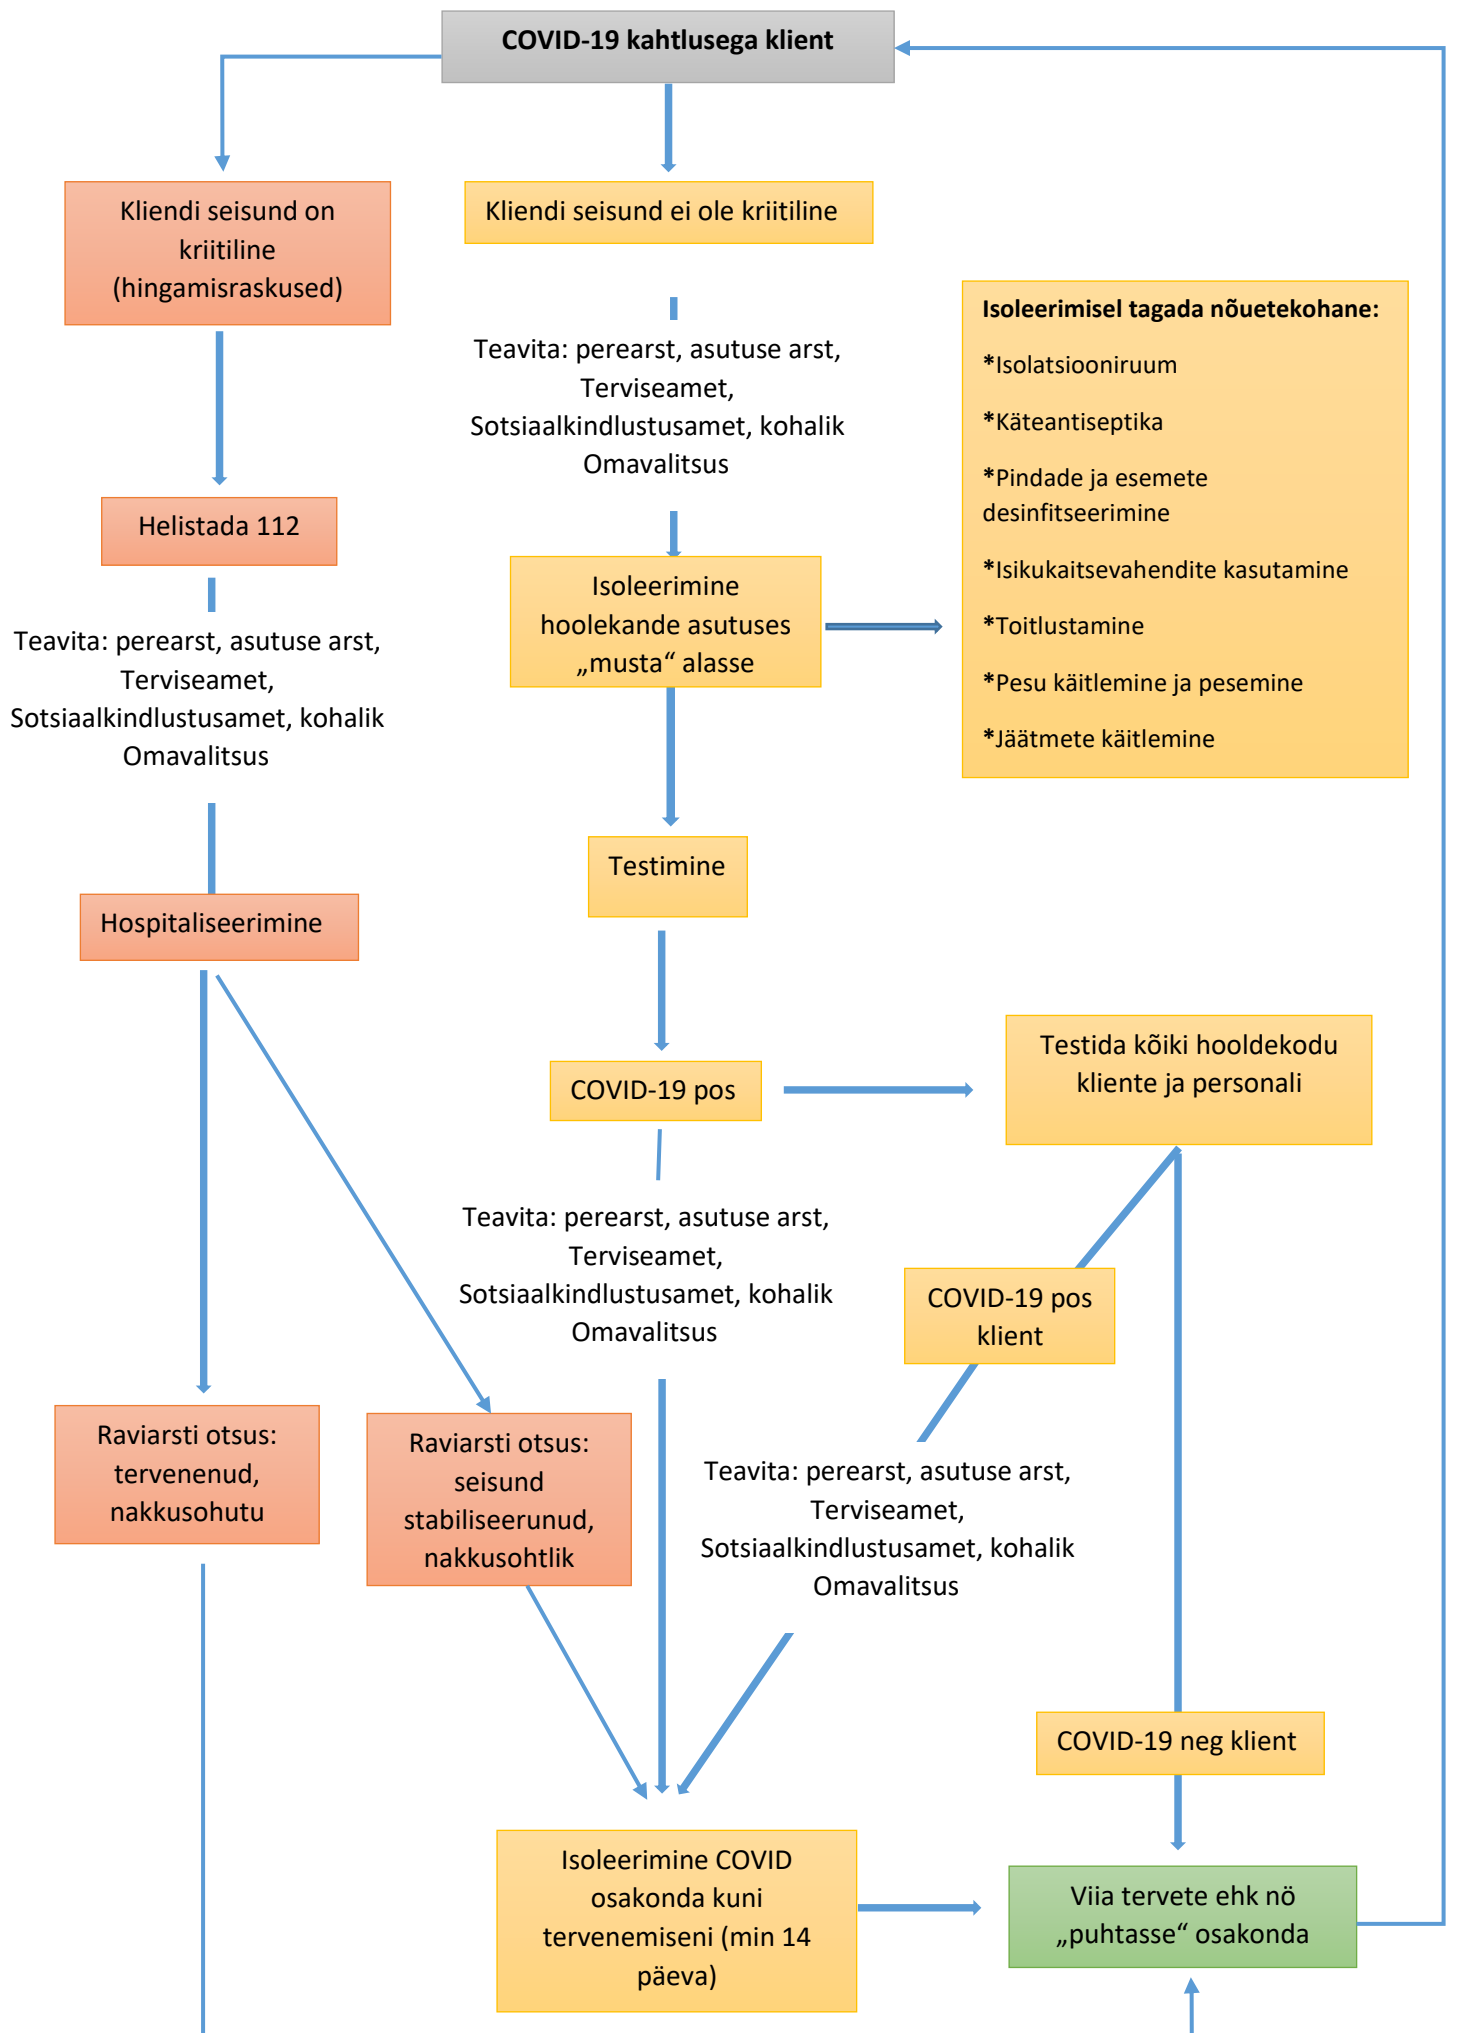 COVID-19 kahtlusega klient
Kliendi seisund on
kriitiline
(hingamisraskused)
Kliendi seisund ei ole kriitiline
Isoleerimisel tagada nõuetekohane:
*Isolatsiooniruum
*Käteantiseptika
*Pindade ja esemete
desinfitseerimine
*Isikukaitsevahendite kasutamine
*Toitlustamine
*Pesu käitlemine ja pesemine
*Jäätmete käitlemine
Teavita: perearst, asutuse arst,
Terviseamet,
Sotsiaalkindlustusamet, kohalik
Omavalitsus
Helistada 112
Isoleerimine
hoolekande asutuses
„musta“ alasse
Teavita: perearst, asutuse arst,
Terviseamet,
Sotsiaalkindlustusamet, kohalik
Omavalitsus
Testimine
Hospitaliseerimine
Testida kõiki hooldekodu
kliente ja personali
COVID-19 pos
Teavita: perearst, asutuse arst,
Terviseamet,
Sotsiaalkindlustusamet, kohalik
Omavalitsus
COVID-19 pos
klient
Raviarsti otsus:
tervenenud,
nakkusohutu
Raviarsti otsus:
seisund
stabiliseerunud,
nakkusohtlik
Teavita: perearst, asutuse arst,
Terviseamet,
Sotsiaalkindlustusamet, kohalik
Omavalitsus
COVID-19 neg klient
Isoleerimine COVID
osakonda kuni
tervenemiseni (min 14
päeva)
Viia tervete ehk nö
„puhtasse“ osakonda